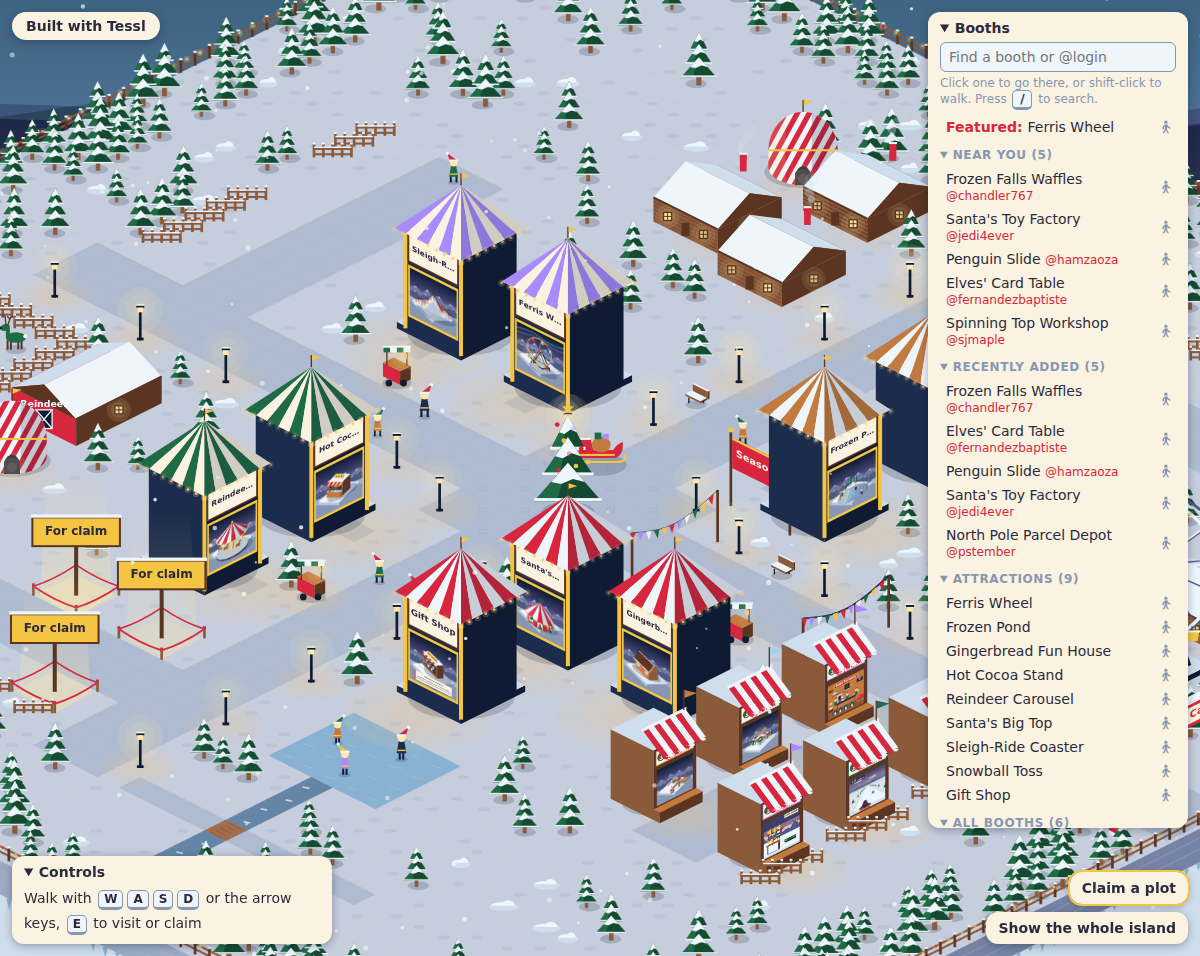 Built with Tessl
▼ Booths
Find a booth or @login
Click one to go there, or shift-click to
walk. Press / to search.
Featured: Ferris Wheel
▼ NEAR YOU (5)
Frozen Falls Waffles
@chandler767
Santa's Toy Factory
@jedi4ever
Penguin Slide @hamzaoza
Elves' Card Table
@fernandezbaptiste
Spinning Top Workshop
@sjmaple
▼ RECENTLY ADDED (5)
Frozen Falls Waffles
@chandler767
Elves' Card Table
@fernandezbaptiste
Penguin Slide @hamzaoza
Santa's Toy Factory
@jedi4ever
North Pole Parcel Depot
@pstember
▼ ATTRACTIONS (9)
Ferris Wheel
Frozen Pond
Gingerbread Fun House
Hot Cocoa Stand
Reindeer Carousel
Santa's Big Top
Sleigh-Ride Coaster
Snowball Toss
Gift Shop
▼ ALL BOOTHS (6)
Sleigh-R...
Ferris W...
Hot Coc...
Frozen P...
Reindee...
Santa's...
Gift Shop
Gingerb...
For claim
For claim
For claim
▼ Controls
Walk with W A S D or the arrow
keys, E to visit or claim
Claim a plot
Show the whole island